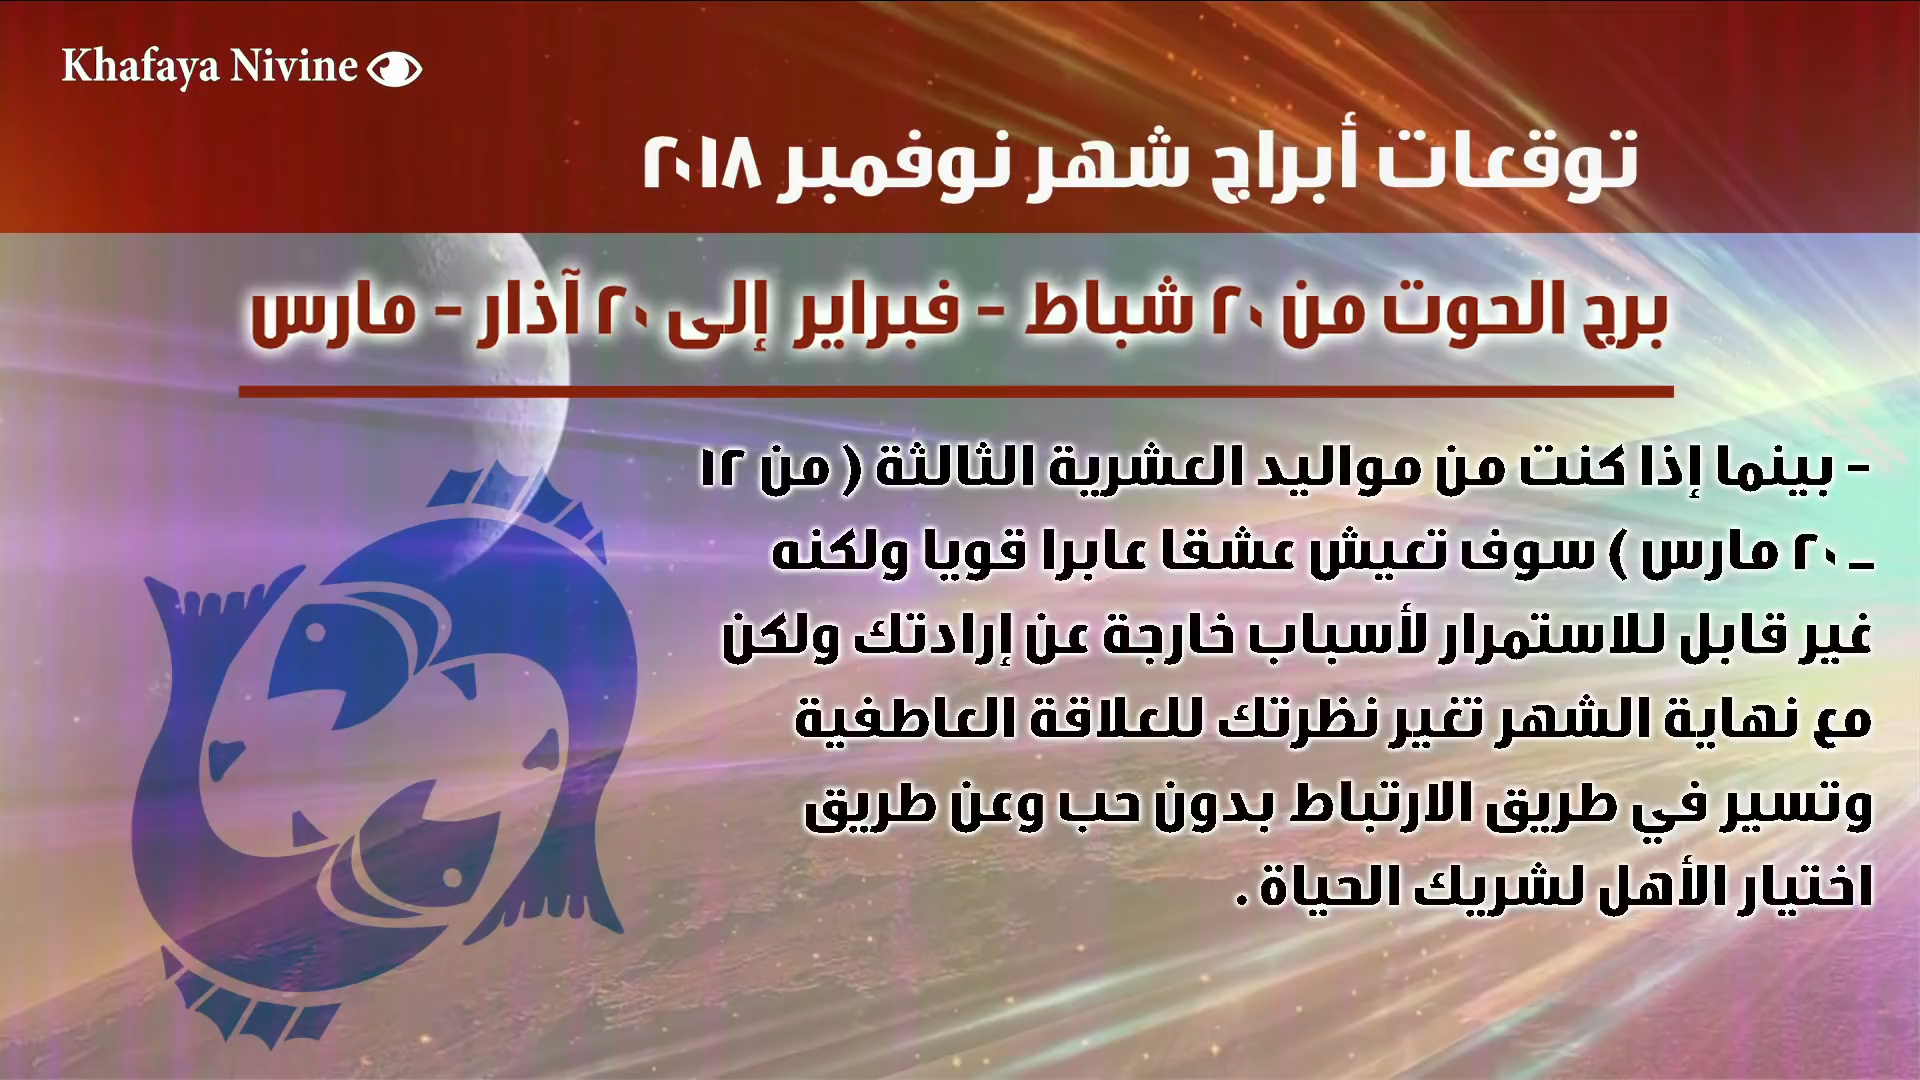 Khafaya Nivine
توقعات أبراج شهر نوفمبر ٢٠١٨
برج الحوت من ٢٠ شباط - فبراير إلى ٢٠ آذار - مارس
- بينما إذا كنت من مواليد العشرية الثالثة ( من ١٢
ـ ٢٠ مارس ) سوف تعيش عشقا عابرا قويا ولكنه
غير قابل للاستمرار لأسباب خارجة عن إرادتك ولكن
مع نهاية الشهر تغير نظرتك للعلاقة العاطفية
وتسير في طريق الارتباط بدون حب وعن طريق
اختيار الأهل لشريك الحياة .